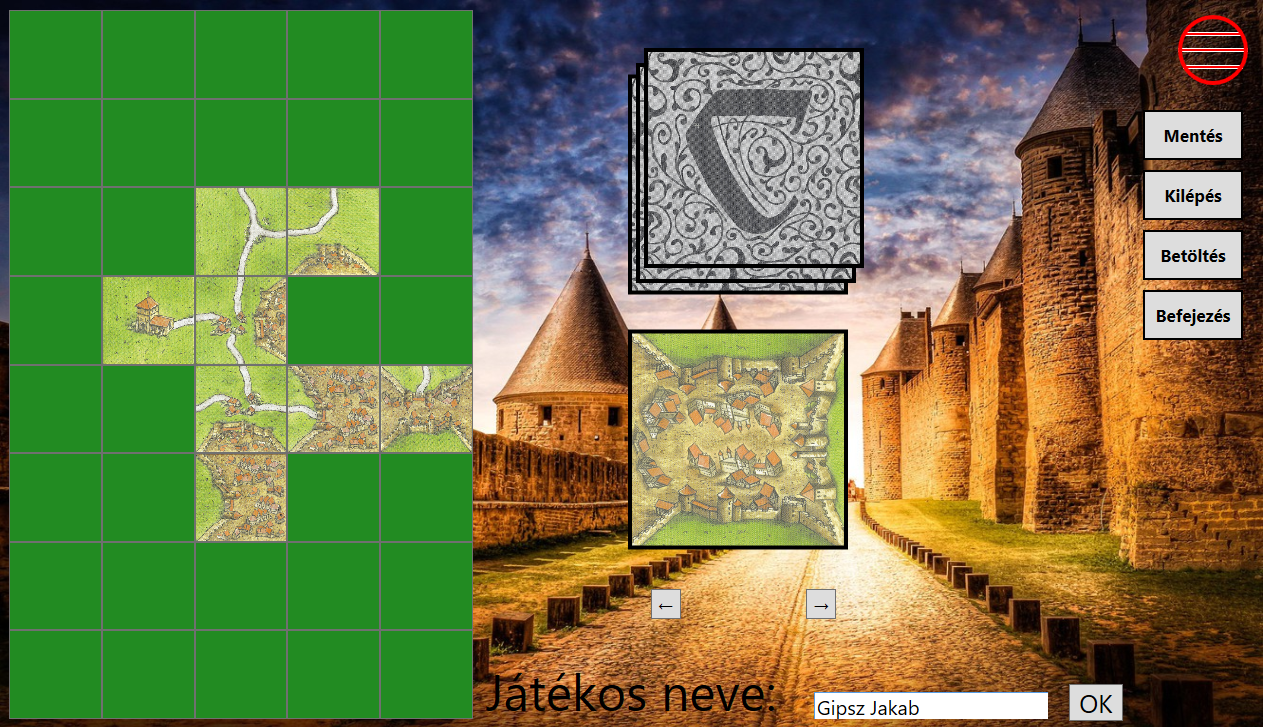 Mentés
Kilépés
Betöltés
Befejezés
← →
Játékos neve: Gipsz Jakab OK